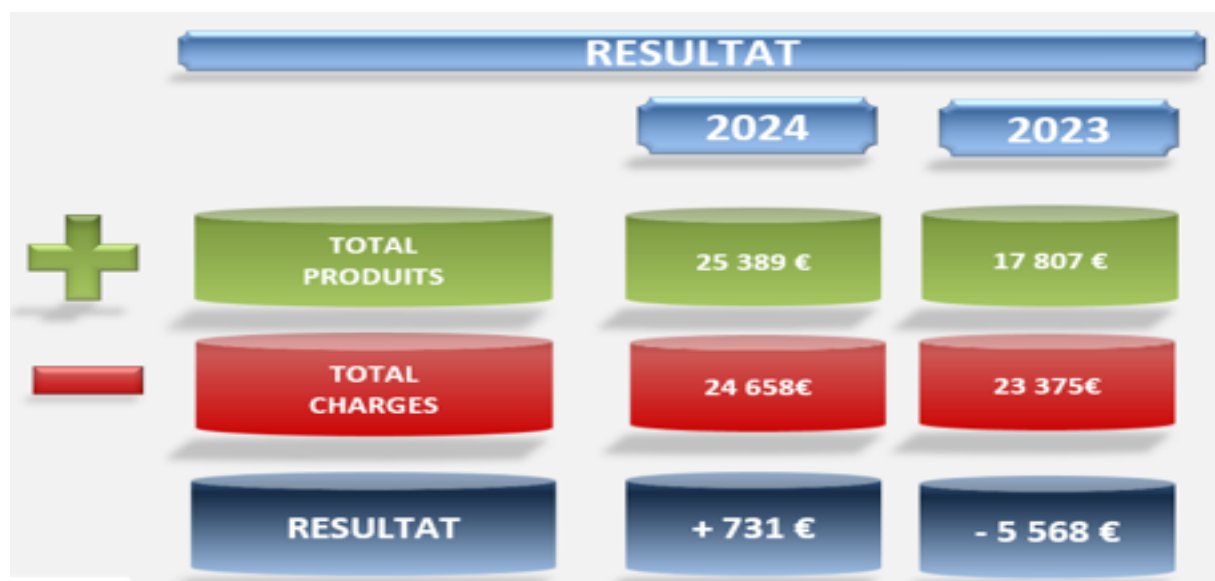 RESULTAT
2024 2023
TOTAL
PRODUITS
25 389 € 17 807 €
TOTAL
CHARGES
24 658€ 23 375€
RESULTAT + 731 € - 5 568 €